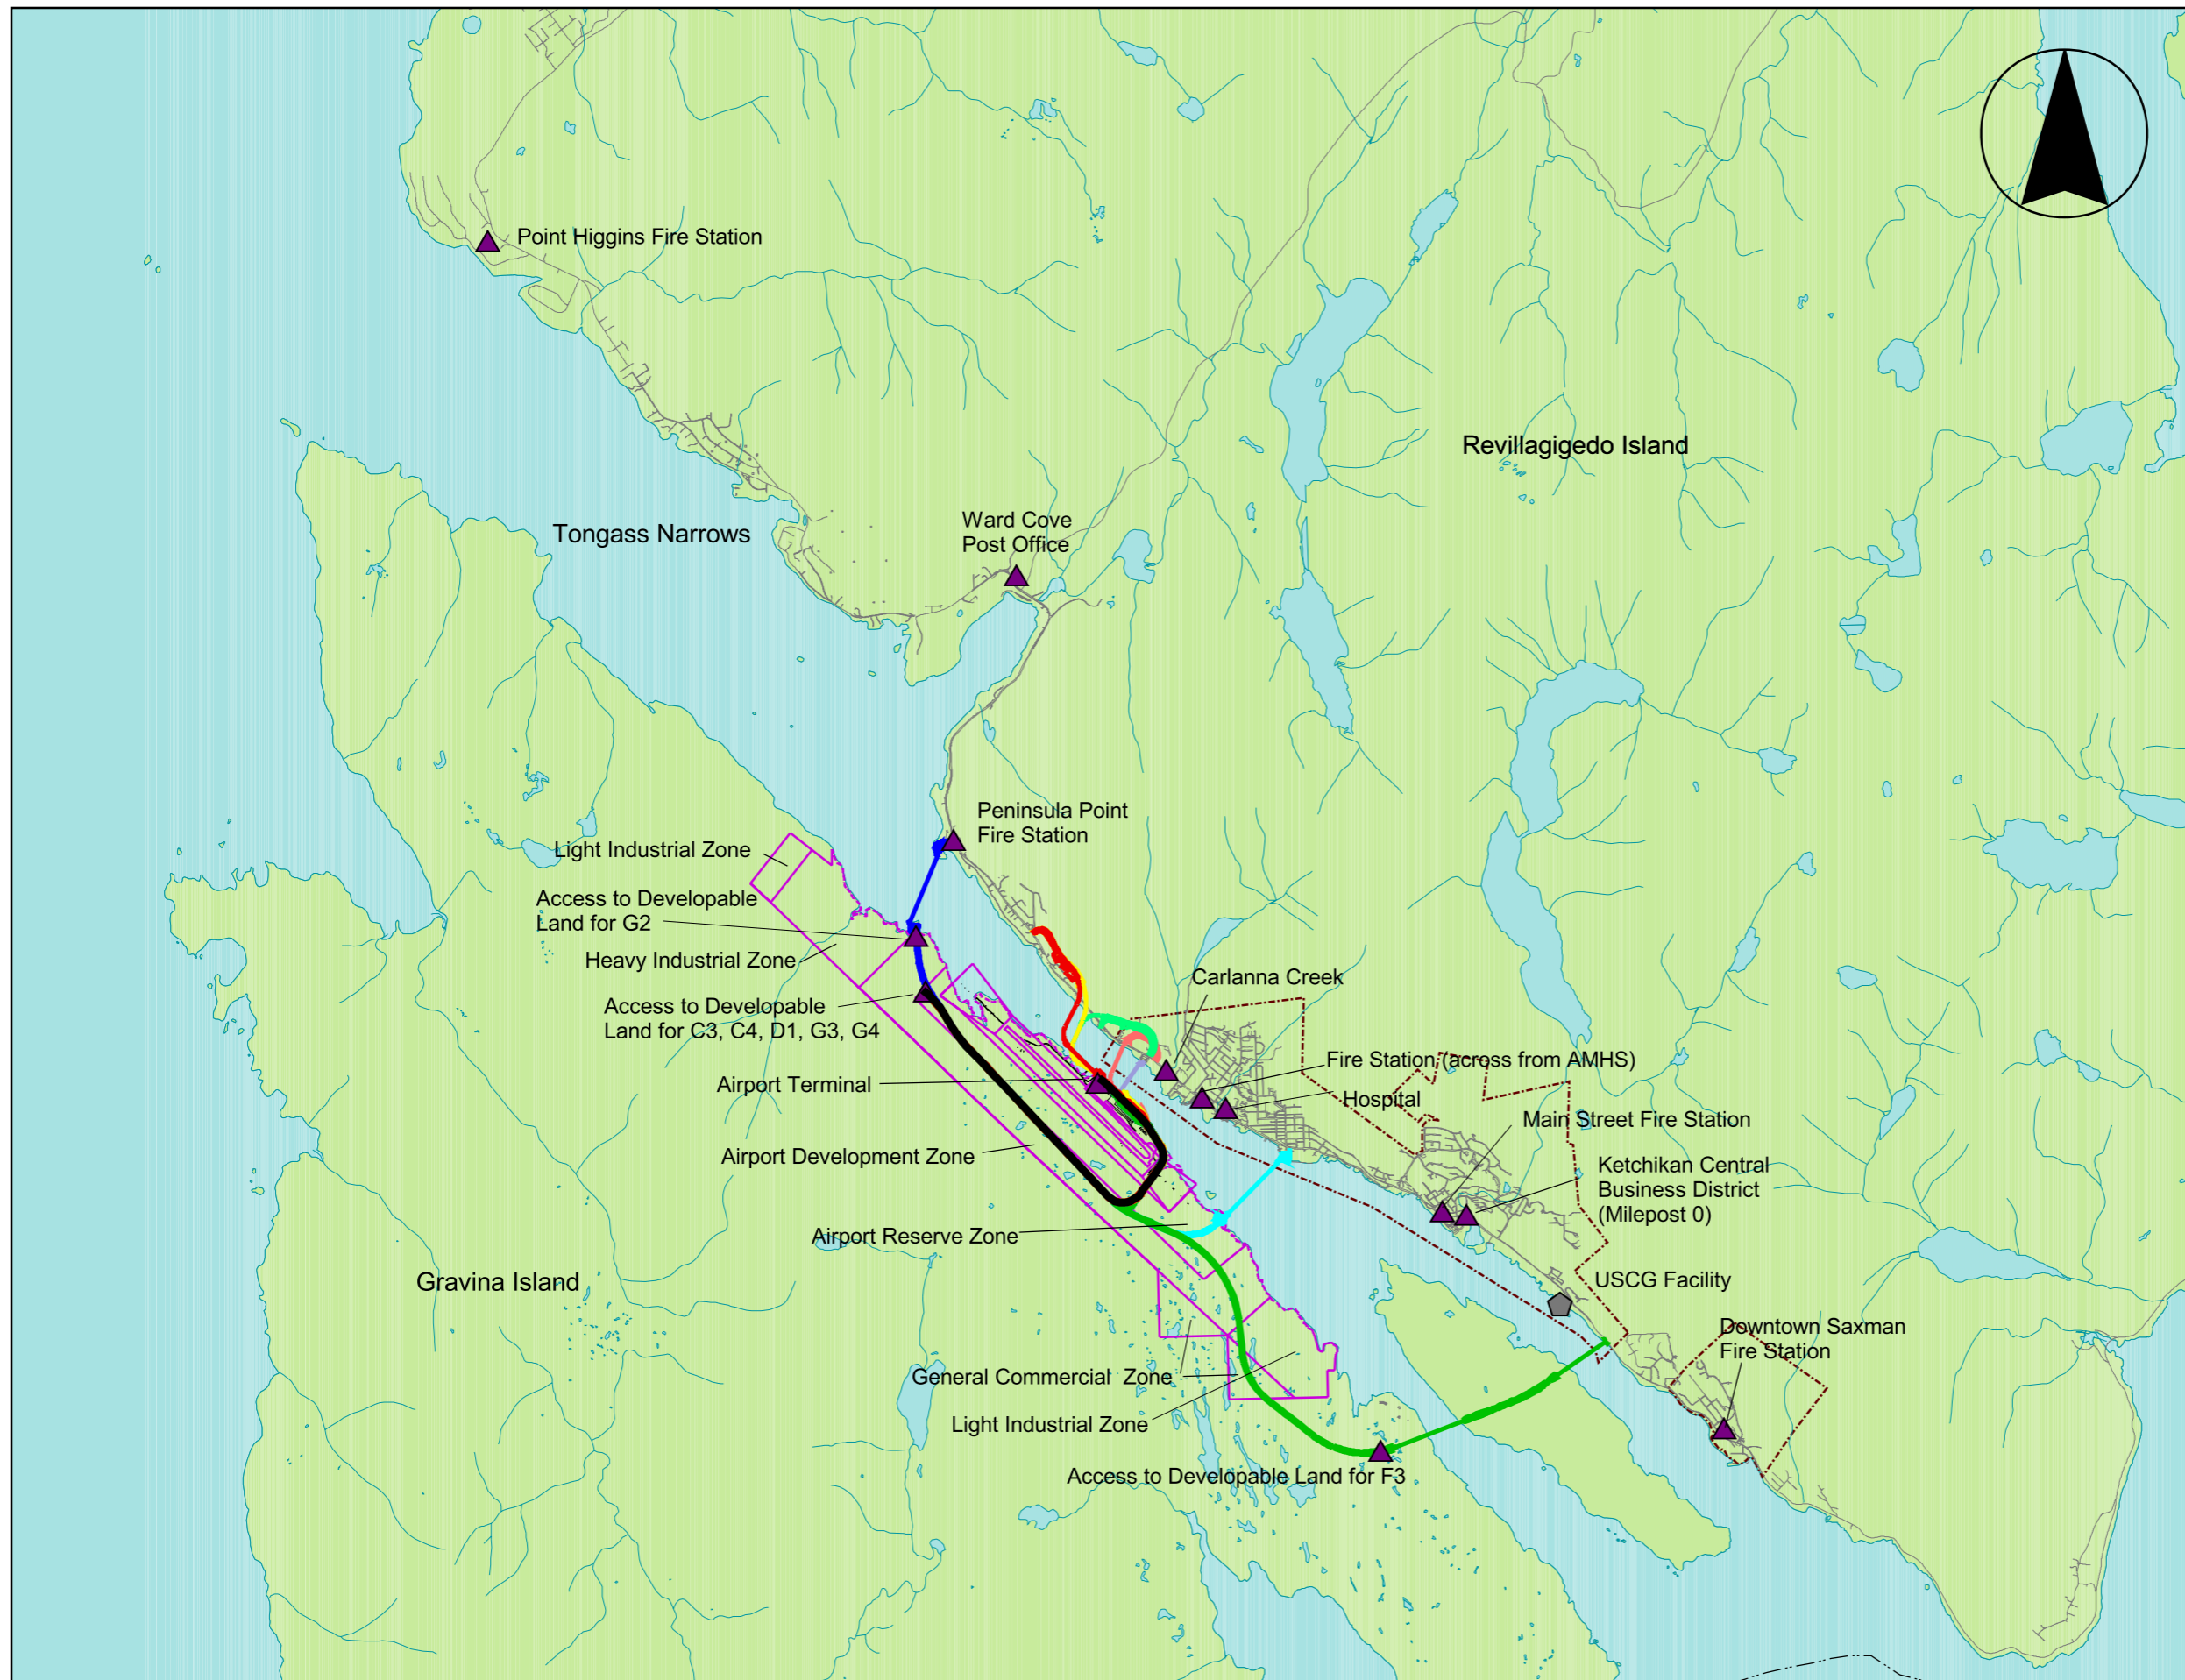 Point Higgins Fire Station
Revillagigedo Island
Tongass Narrows
Ward Cove
Post Office
Peninsula Point
Fire Station
Light Industrial Zone
Access to Developable
Land for G2
Heavy Industrial Zone
Carlanna Creek
Access to Developable
Land for C3, C4, D1, G3, G4
Fire Station (across from AMHS)
Airport Terminal
Hospital
Main Street Fire Station
Airport Development Zone
Ketchikan Central
Business District
(Milepost 0)
Airport Reserve Zone
Gravina Island
USCG Facility
Downtown Saxman
Fire Station
General Commercial Zone
Light Industrial Zone
Access to Developable Land for F3